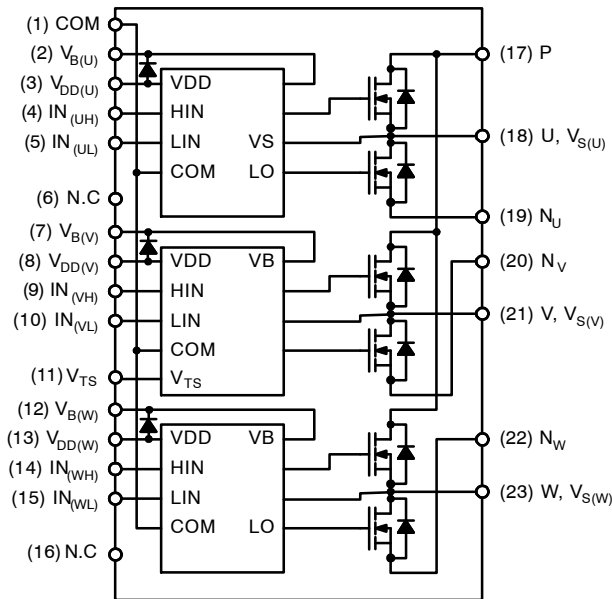 (1) COM
(2) V_B(U)
(3) V_DD(U)
(4) IN_(UH)
(5) IN_(UL)
(6) N.C
(7) V_B(V)
(8) V_DD(V)
(9) IN_(VH)
(10) IN_(VL)
(11) V_TS
(12) V_B(W)
(13) V_DD(W)
(14) IN_(WH)
(15) IN_(WL)
(16) N.C
VDD
HIN
LIN VS
COM LO
VDD VB
HIN
LIN
COM
V_TS
VDD VB
HIN
LIN
COM LO
(17) P
(18) U, V_S(U)
(19) N_U
(20) N_V
(21) V, V_S(V)
(22) N_W
(23) W, V_S(W)